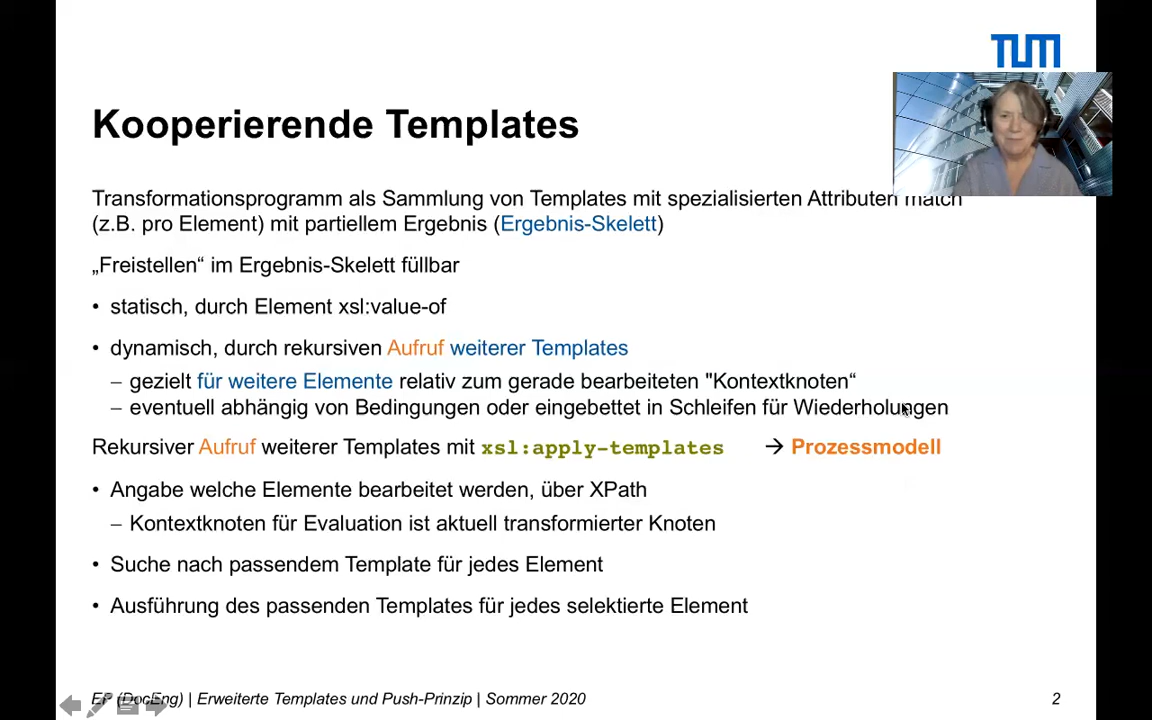 TUM
Kooperierende Templates
Transformationsprogramm als Sammlung von Templates mit spezialisierten Attributen match
(z.B. pro Element) mit partiellem Ergebnis (Ergebnis-Skelett)
„Freistellen“ im Ergebnis-Skelett füllbar
• statisch, durch Element xsl:value-of
• dynamisch, durch rekursiven Aufruf weiterer Templates
– gezielt für weitere Elemente relativ zum gerade bearbeiteten "Kontextknoten“
– eventuell abhängig von Bedingungen oder eingebettet in Schleifen für Wiederholungen
Rekursiver Aufruf weiterer Templates mit xsl:apply-templates → Prozessmodell
• Angabe welche Elemente bearbeitet werden, über XPath
– Kontextknoten für Evaluation ist aktuell transformierter Knoten
• Suche nach passendem Template für jedes Element
• Ausführung des passenden Templates für jedes selektierte Element
EP (DocEng) | Erweiterte Templates und Push-Prinzip | Sommer 2020 2